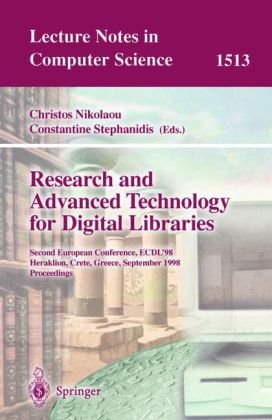 Lecture Notes in
Computer Science 1513
Christos Nikolaou
Constantine Stephanidis (Eds.)
Research and
Advanced Technology
for Digital Libraries
Second European Conference, ECDL'98
Heraklion, Crete, Greece, September 1998
Proceedings
Springer